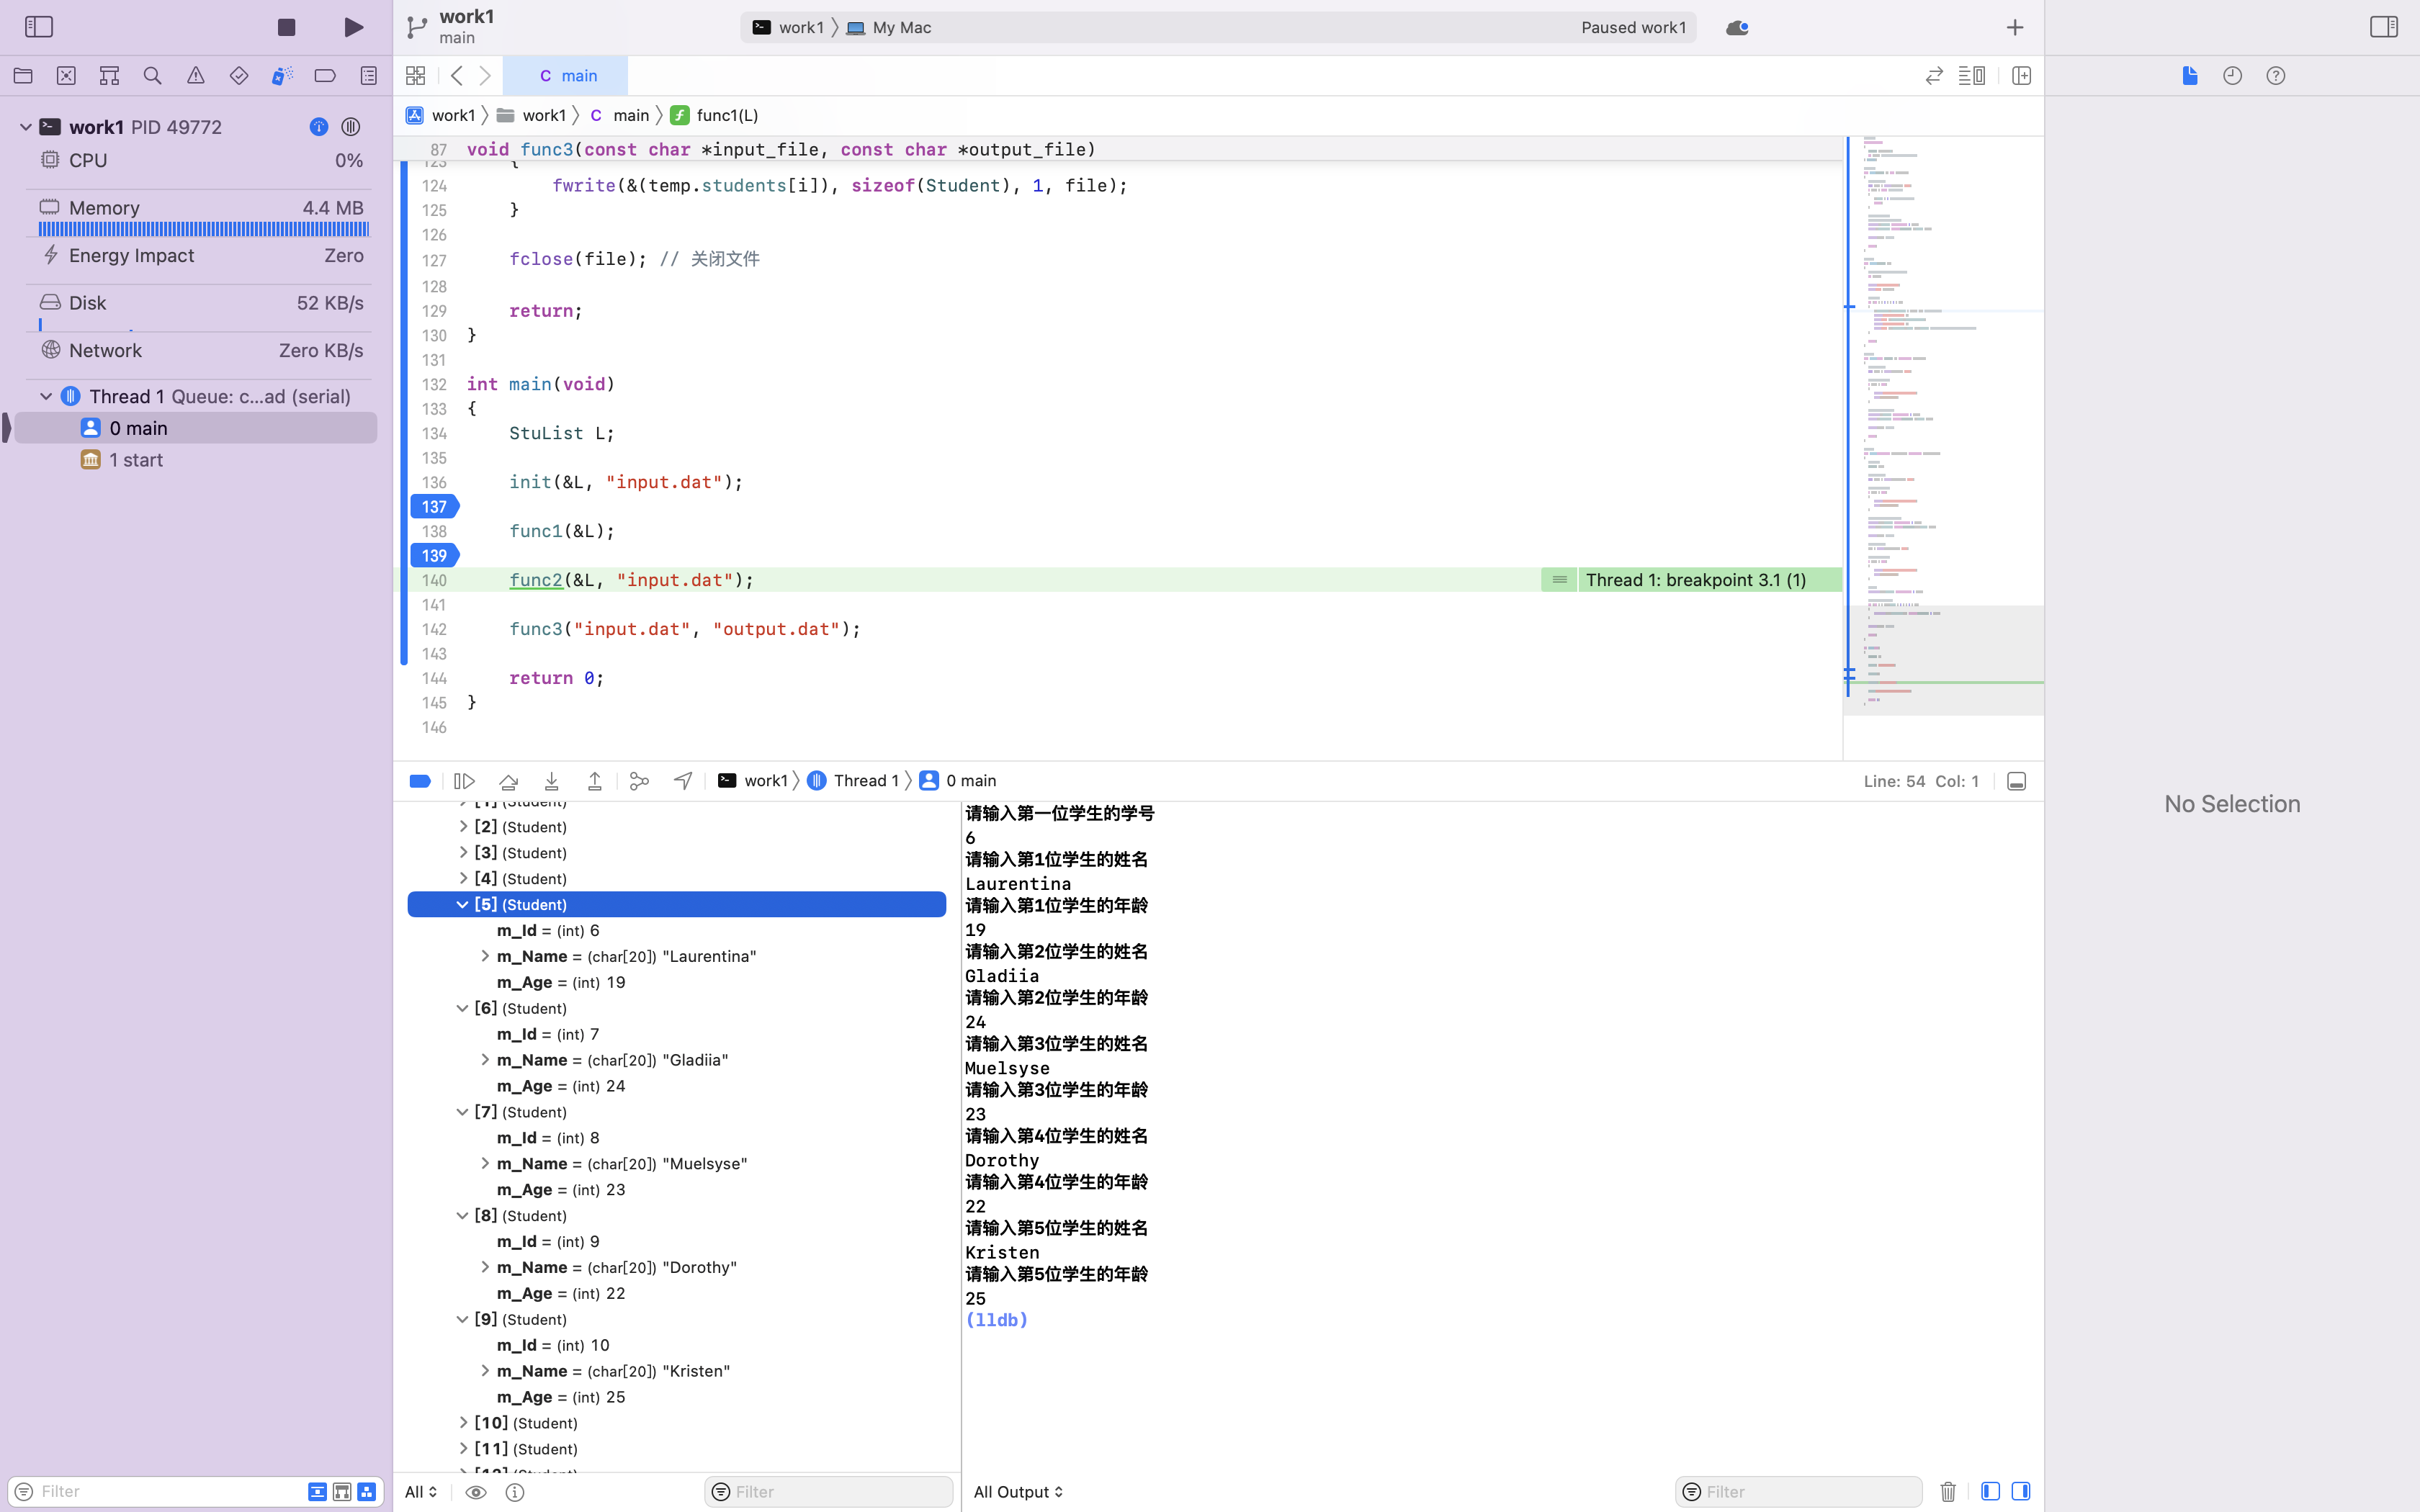 work1
main
work1 My Mac
Paused work1
C main
work1 work1 C main func1(L)
work1 PID 49772
CPU 0%
Memory 4.4 MB
Energy Impact Zero
Disk 52 KB/s
Network Zero KB/s
Thread 1 Queue: c...ad (serial)
0 main
1 start
Filter
87 void func3(const char *input_file, const char *output_file)
123 {
124 fwrite(&(temp.students[i]), sizeof(Student), 1, file);
125 }
126
127 fclose(file); // 关闭文件
128
129 return;
130 }
131
132 int main(void)
133 {
134 StuList L;
135
136 init(&L, "input.dat");
137
138 func1(&L);
139
140 func2(&L, "input.dat"); Thread 1: breakpoint 3.1 (1)
141
142 func3("input.dat", "output.dat");
143
144 return 0;
145 }
146
work1 Thread 1 0 main
Line: 54 Col: 1
[1] (Student)
[2] (Student)
[3] (Student)
[4] (Student)
[5] (Student)
m_Id = (int) 6
m_Name = (char[20]) "Laurentina"
m_Age = (int) 19
[6] (Student)
m_Id = (int) 7
m_Name = (char[20]) "Gladiia"
m_Age = (int) 24
[7] (Student)
m_Id = (int) 8
m_Name = (char[20]) "Muelsyse"
m_Age = (int) 23
[8] (Student)
m_Id = (int) 9
m_Name = (char[20]) "Dorothy"
m_Age = (int) 22
[9] (Student)
m_Id = (int) 10
m_Name = (char[20]) "Kristen"
m_Age = (int) 25
[10] (Student)
[11] (Student)
All
Filter
请输入第一位学生的学号
6
请输入第1位学生的姓名
Laurentina
请输入第1位学生的年龄
19
请输入第2位学生的姓名
Gladiia
请输入第2位学生的年龄
24
请输入第3位学生的姓名
Muelsyse
请输入第3位学生的年龄
23
请输入第4位学生的姓名
Dorothy
请输入第4位学生的年龄
22
请输入第5位学生的姓名
Kristen
请输入第5位学生的年龄
25
(lldb)
All Output
Filter
No Selection